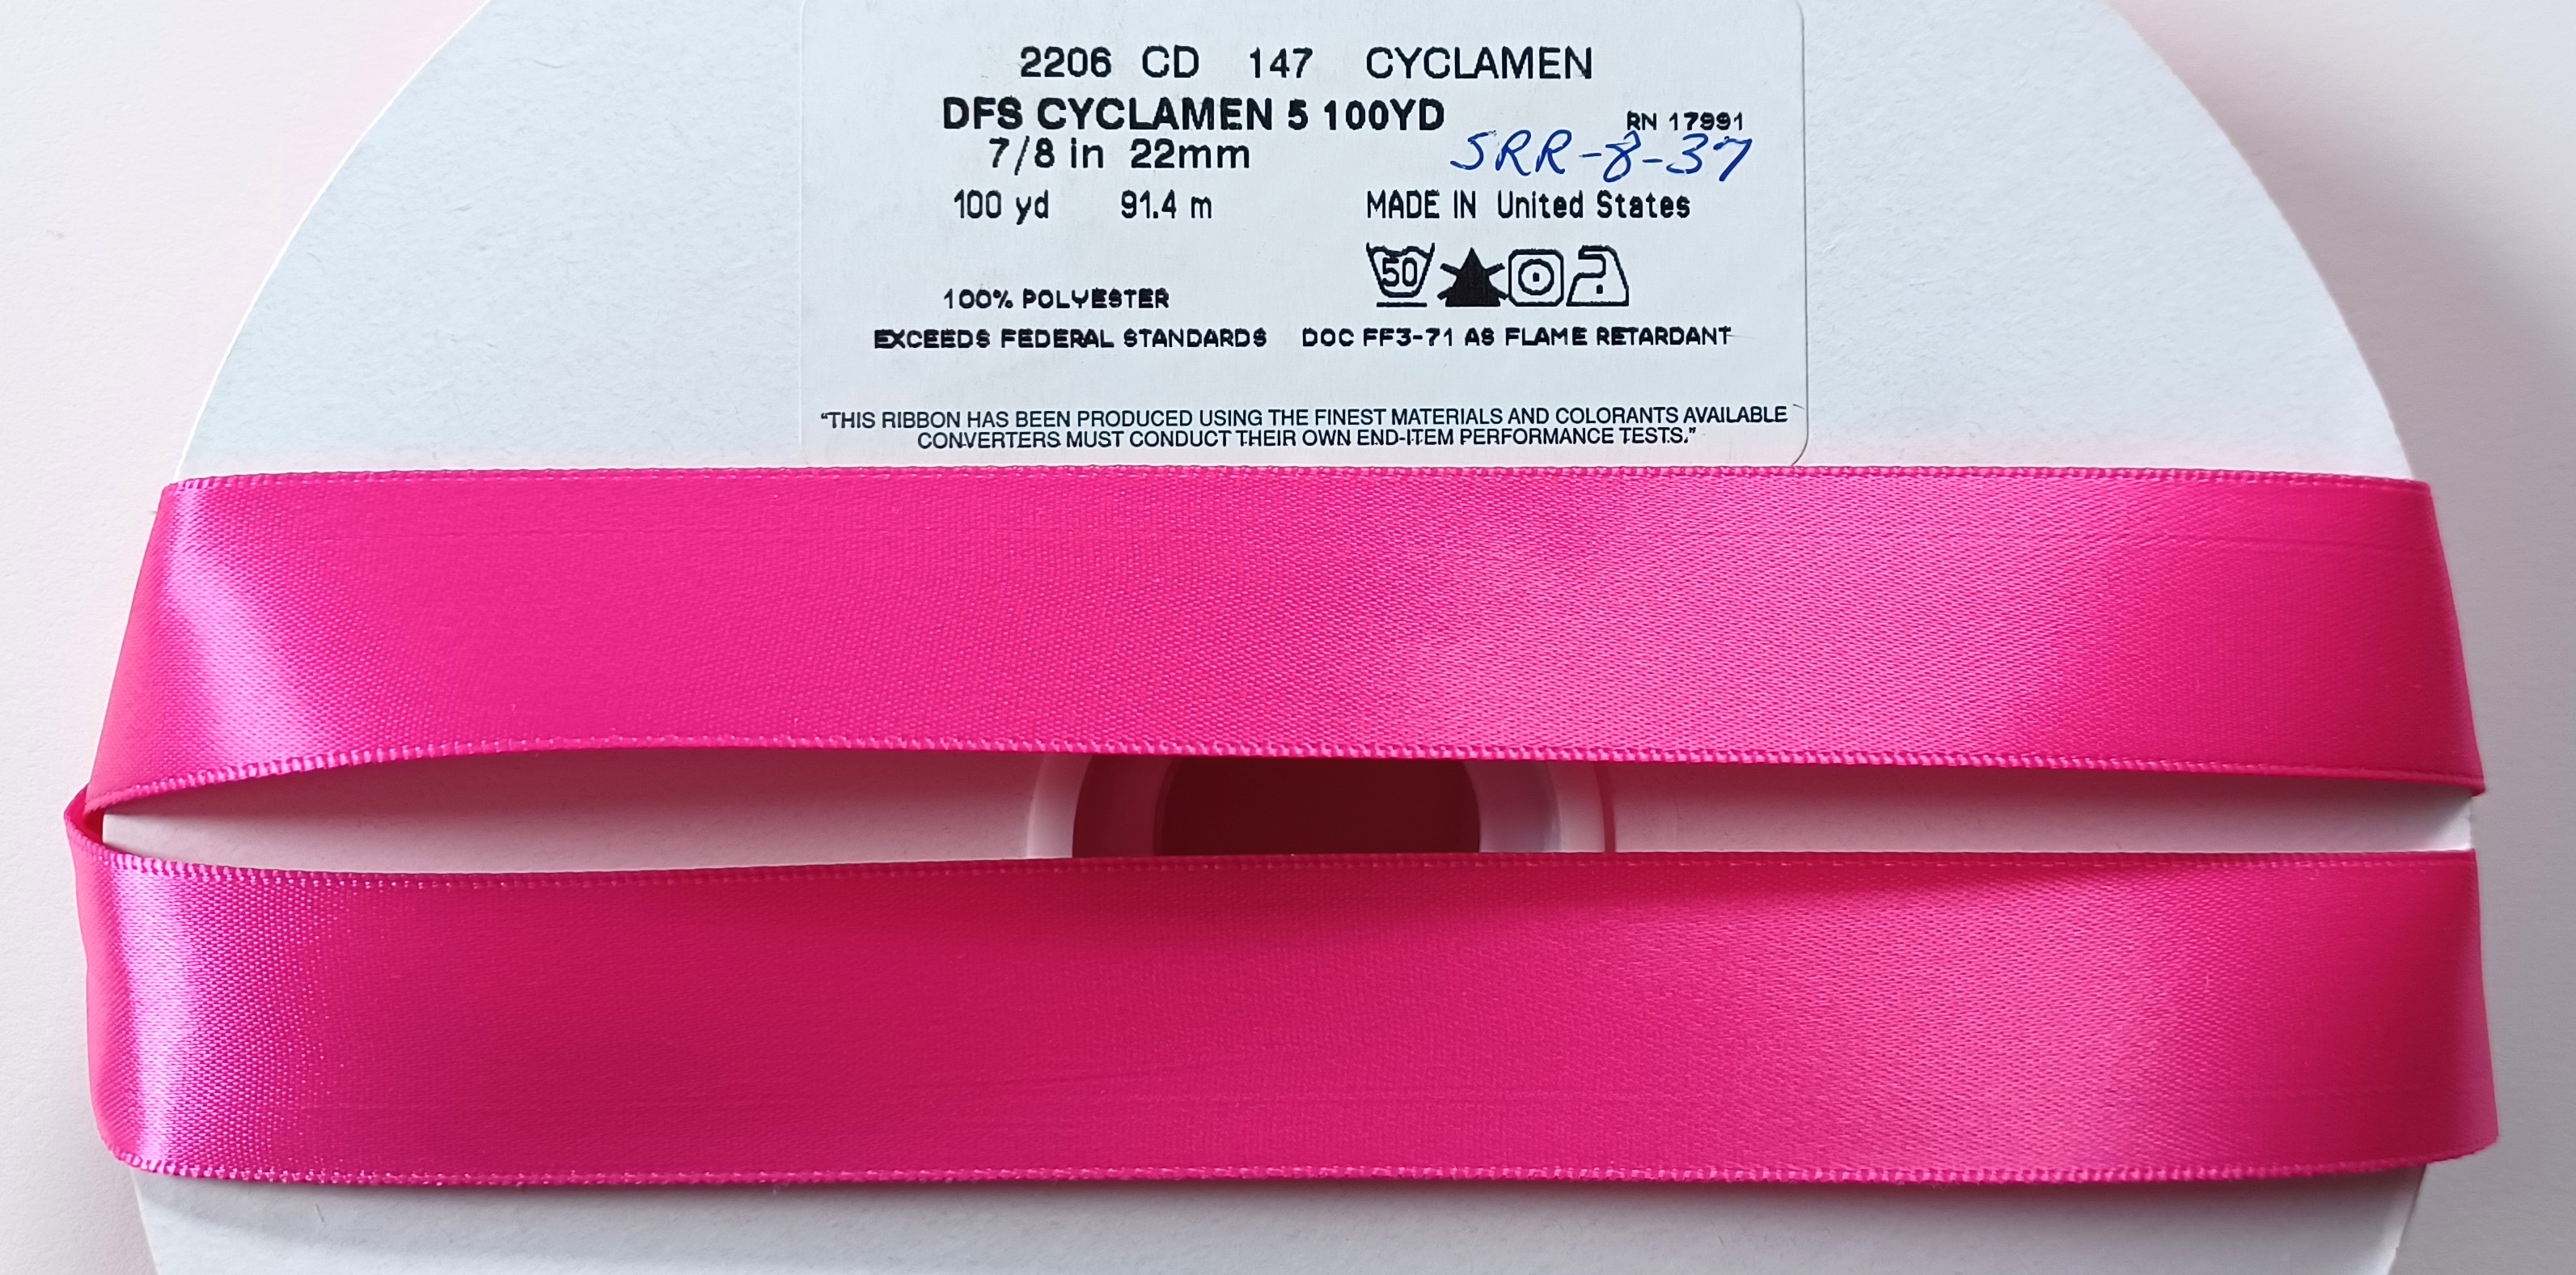 2206 CD 147 CYCLAMEN
DFS CYCLAMEN 5 100YD
RN 17991
7/8 in 22mm
SRR-8-37
100 yd 91.4 m
MADE IN United States
50
100% POLYESTER
EXCEEDS FEDERAL STANDARDS DOC FF3-71 AS FLAME RETARDANT
"THIS RIBBON HAS BEEN PRODUCED USING THE FINEST MATERIALS AND COLORANTS AVAILABLE
CONVERTERS MUST CONDUCT THEIR OWN END-ITEM PERFORMANCE TESTS."